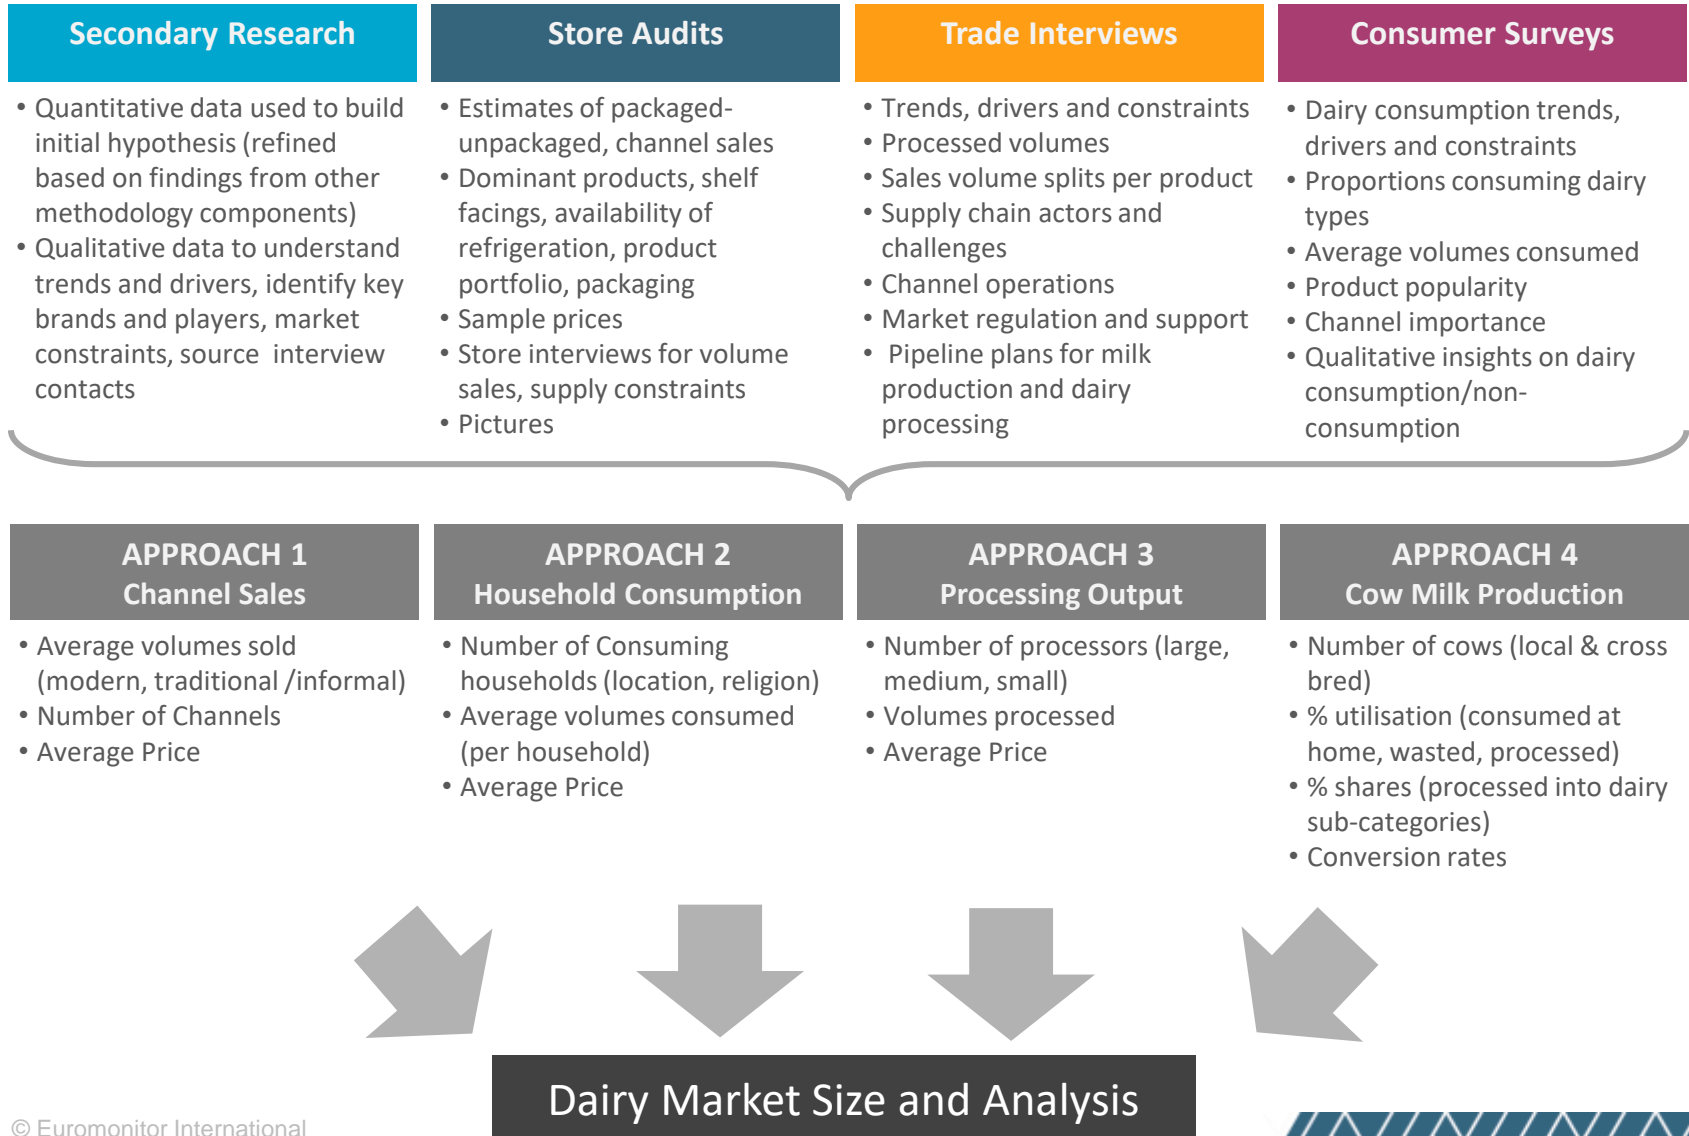 Secondary Research
• Quantitative data used to build
initial hypothesis (refined
based on findings from other
methodology components)
• Qualitative data to understand
trends and drivers, identify key
brands and players, market
constraints, source interview
contacts
Store Audits
• Estimates of packaged-
unpackaged, channel sales
• Dominant products, shelf
facings, availability of
refrigeration, product
portfolio, packaging
• Sample prices
• Store interviews for volume
sales, supply constraints
• Pictures
Trade Interviews
• Trends, drivers and constraints
• Processed volumes
• Sales volume splits per product
• Supply chain actors and
challenges
• Channel operations
• Market regulation and support
• Pipeline plans for milk
production and dairy
processing
Consumer Surveys
• Dairy consumption trends,
drivers and constraints
• Proportions consuming dairy
types
• Average volumes consumed
• Product popularity
• Channel importance
• Qualitative insights on dairy
consumption/non-
consumption
APPROACH 1
Channel Sales
• Average volumes sold
(modern, traditional /informal)
• Number of Channels
• Average Price
APPROACH 2
Household Consumption
• Number of Consuming
households (location, religion)
• Average volumes consumed
(per household)
• Average Price
APPROACH 3
Processing Output
• Number of processors (large,
medium, small)
• Volumes processed
• Average Price
APPROACH 4
Cow Milk Production
• Number of cows (local & cross
bred)
• % utilisation (consumed at
home, wasted, processed)
• % shares (processed into dairy
sub-categories)
• Conversion rates
Dairy Market Size and Analysis
© Euromonitor International